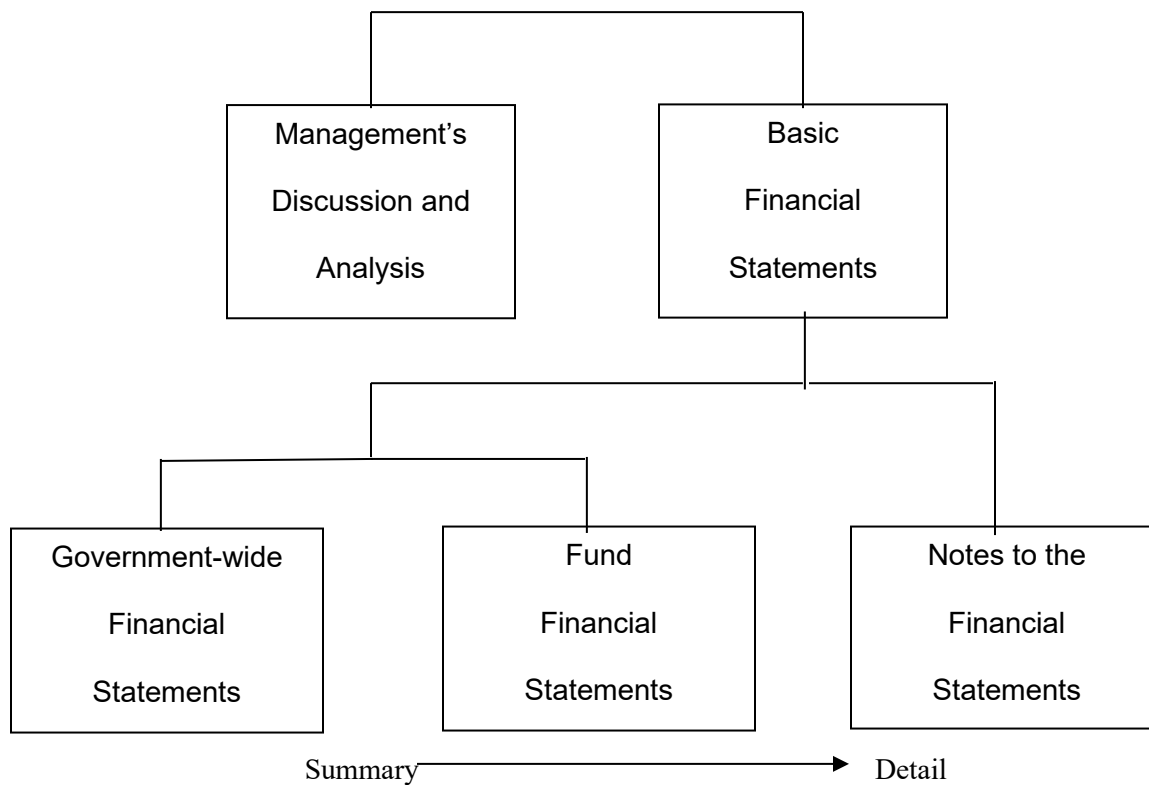 Management’s
Discussion and
Analysis
Basic
Financial
Statements
Government-wide
Financial
Statements
Fund
Financial
Statements
Notes to the
Financial
Statements
Summary
Detail